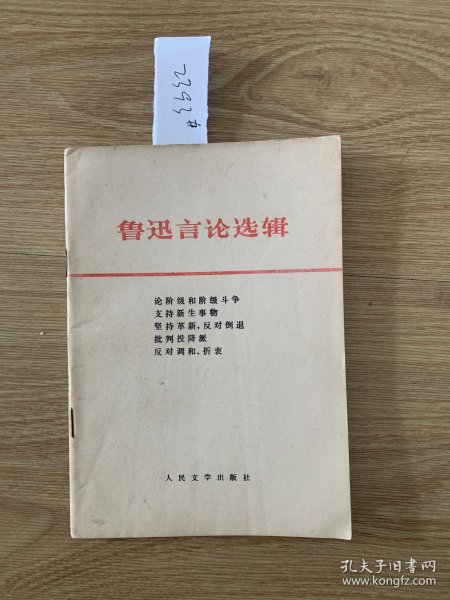 鲁迅言论选辑
论阶级和阶级斗争
支持新生事物
坚持革新，反对倒退
批判投降派
反对调和、折衷
人民文学出版社
孔夫子旧书网
www.kongfz.com